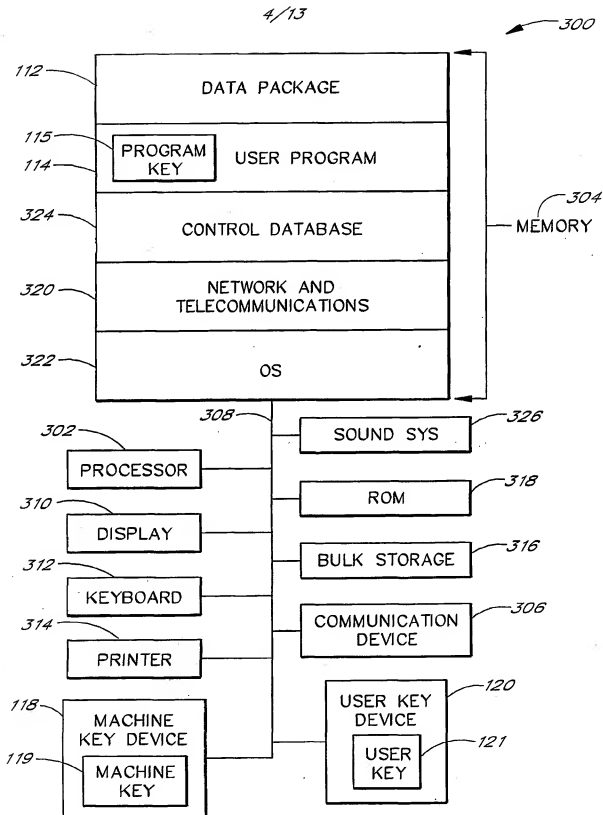 4/13
300
112
DATA PACKAGE
115
PROGRAM
KEY
USER PROGRAM
114
324
CONTROL DATABASE
304
MEMORY
320
NETWORK AND
TELECOMMUNICATIONS
322
OS
308
302
PROCESSOR
SOUND SYS
326
310
DISPLAY
ROM
318
312
KEYBOARD
BULK STORAGE
316
314
PRINTER
COMMUNICATION
DEVICE
306
118
MACHINE
KEY DEVICE
119
MACHINE
KEY
USER KEY
DEVICE
120
USER
KEY
121